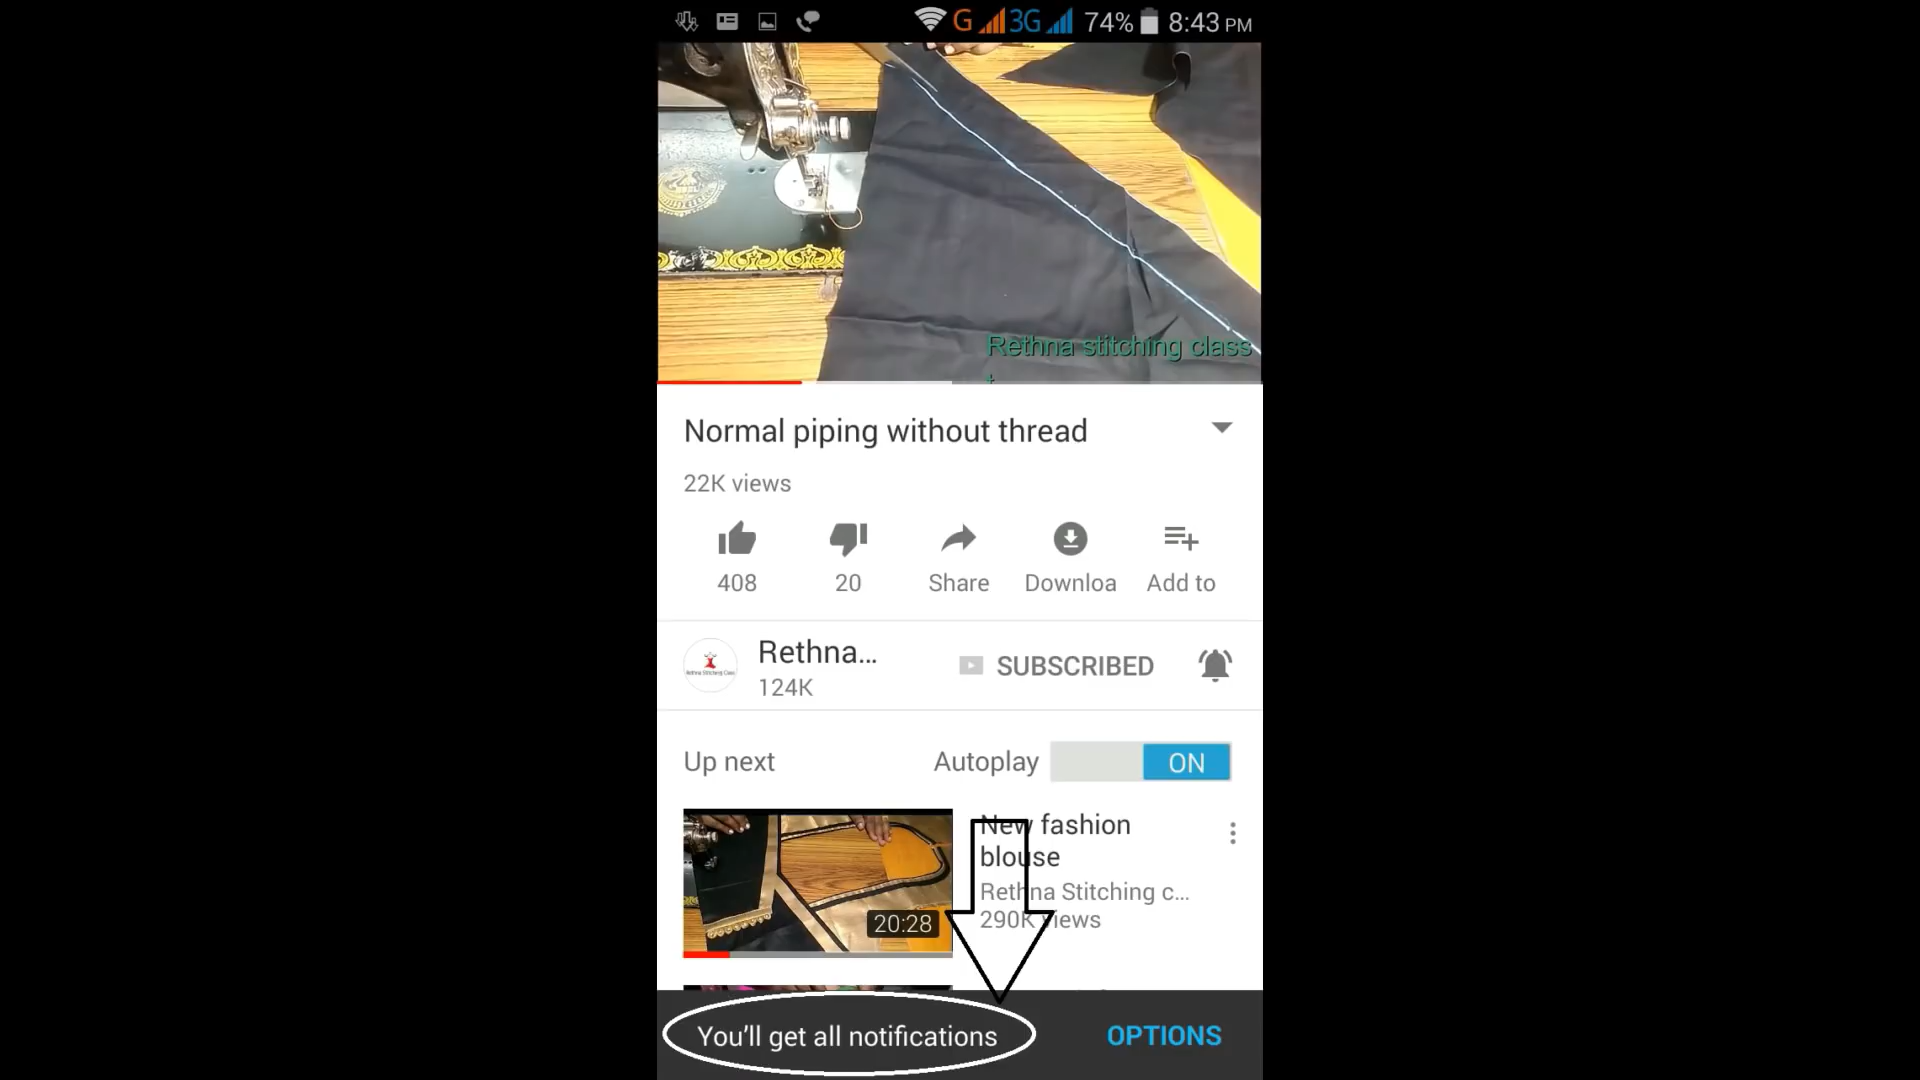 G 3G 74% 8:43 PM
Rethna stitching class
Normal piping without thread
22K views
408 20 Share Downloa Add to
Rethna...
SUBSCRIBED
124K
Up next Autoplay ON
New fashion
blouse
Rethna Stitching c...
290K views
20:28
You'll get all notifications OPTIONS